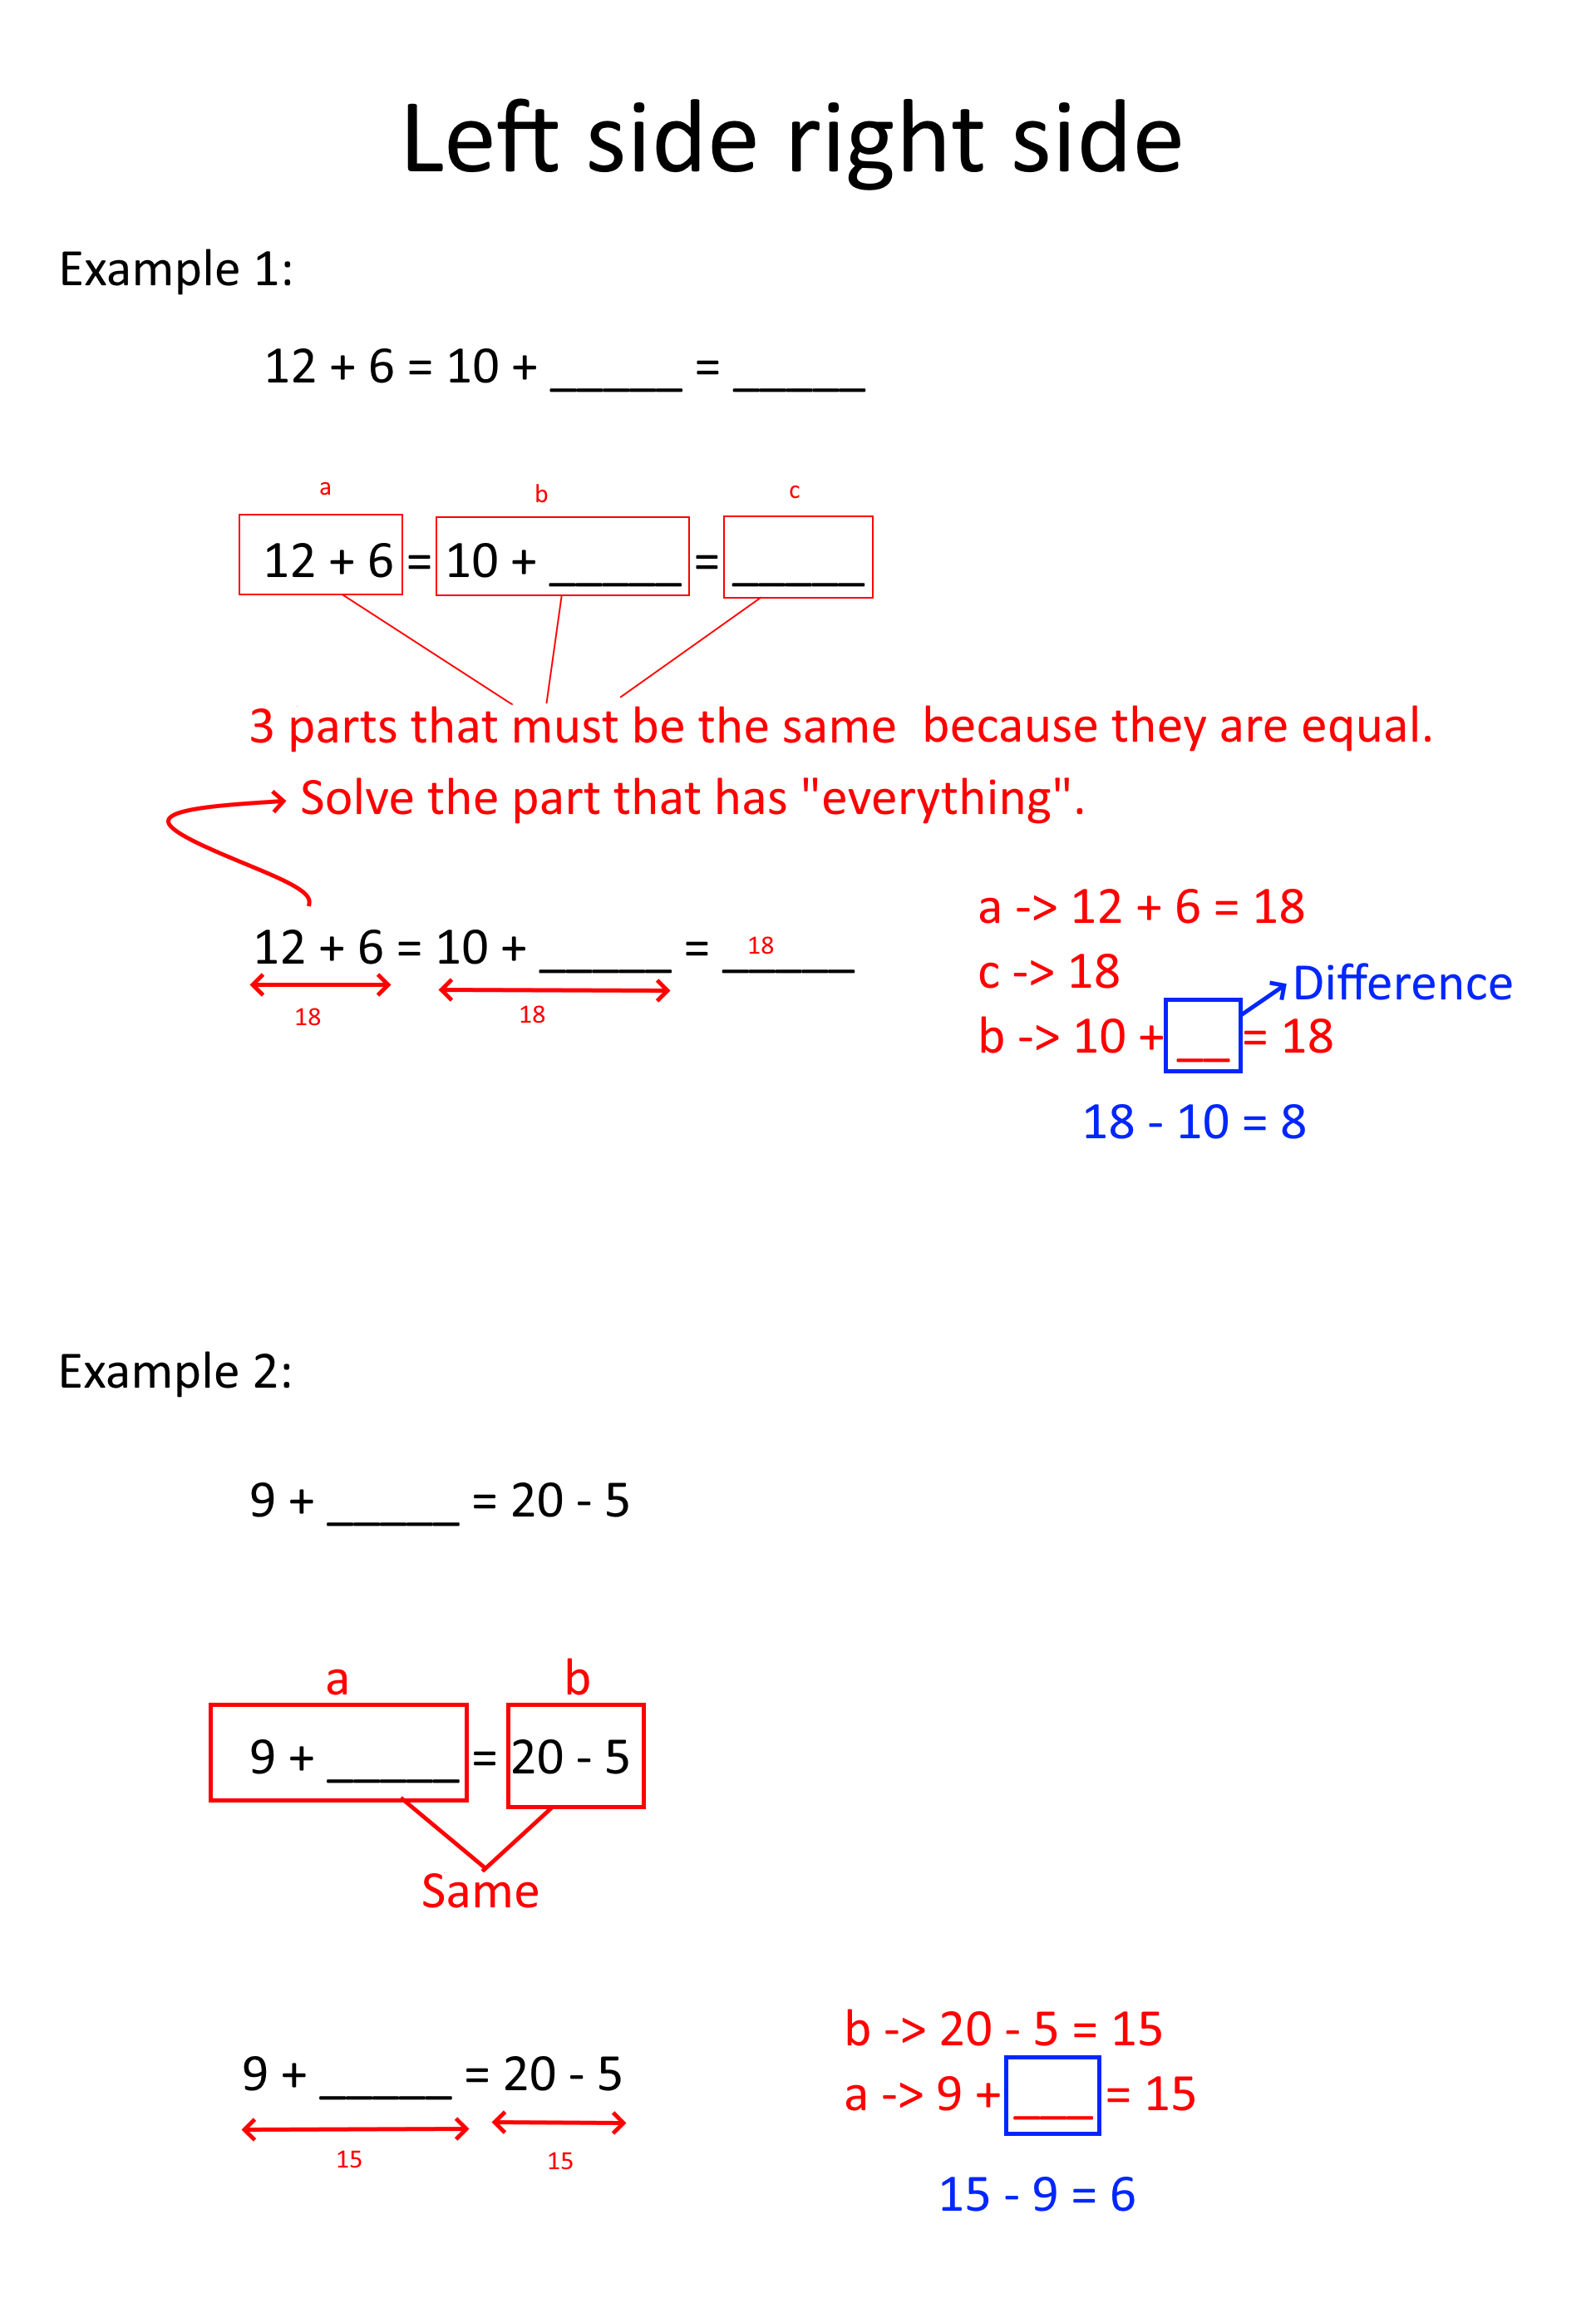 Left side right side
Example 1:
12 + 6 = 10 + _____ = _____
a b c
12 + 6 = 10 + _____ = _____
3 parts that must be the same because they are equal.
Solve the part that has "everything".
a -> 12 + 6 = 18
12 + 6 = 10 + _____ = __18___
c -> 18
Difference
18 18
b -> 10 + __ = 18
18 - 10 = 8
Example 2:
9 + _____ = 20 - 5
a b
9 + _____ = 20 - 5
Same
b -> 20 - 5 = 15
9 + _____ = 20 - 5
a -> 9 + ___ = 15
15 15
15 - 9 = 6